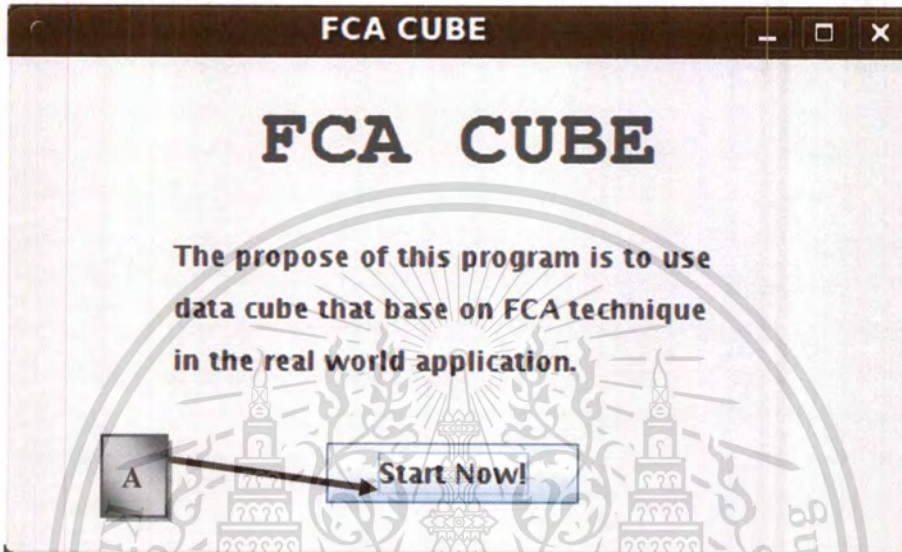 FCA CUBE
FCA CUBE
The propose of this program is to use
data cube that base on FCA technique
in the real world application.
A
Start Now!